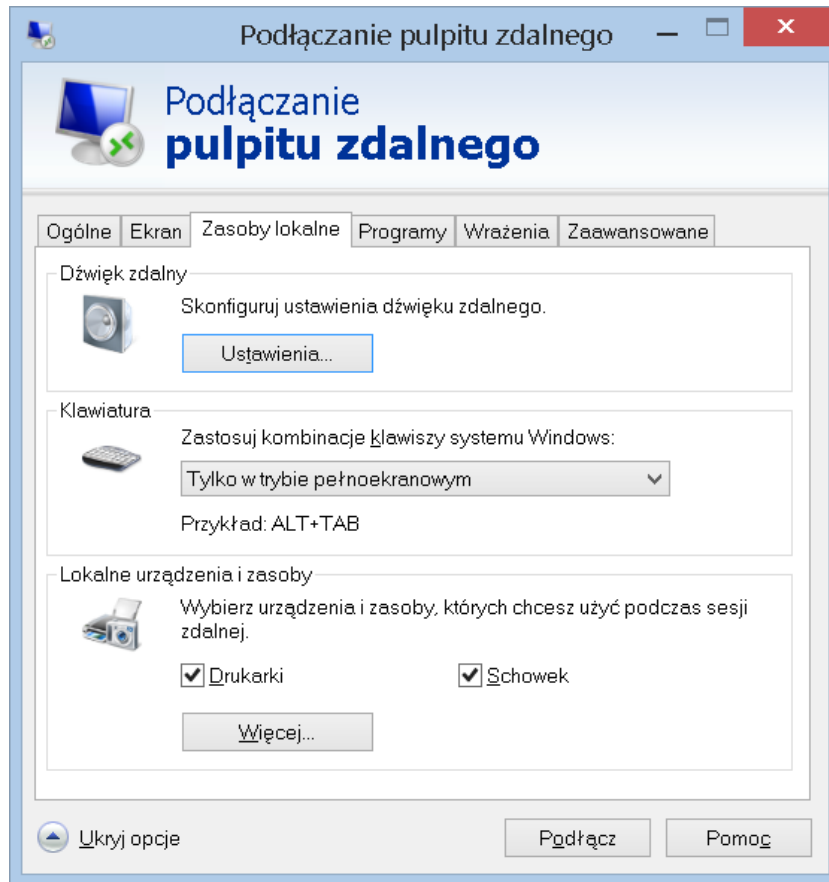 Podłączanie pulpitu zdalnego
Podłączanie
pulpitu zdalnego
Ogólne Ekran Zasoby lokalne Programy Wrażenia Zaawansowane
Dźwięk zdalny
Skonfiguruj ustawienia dźwięku zdalnego.
Ustawienia...
Klawiatura
Zastosuj kombinacje klawiszy systemu Windows:
Tylko w trybie pełnoekranowym
Przykład: ALT+TAB
Lokalne urządzenia i zasoby
Wybierz urządzenia i zasoby, których chcesz użyć podczas sesji
zdalnej.
Drukarki Schowek
Więcej...
Ukryj opcje Podłącz Pomoc